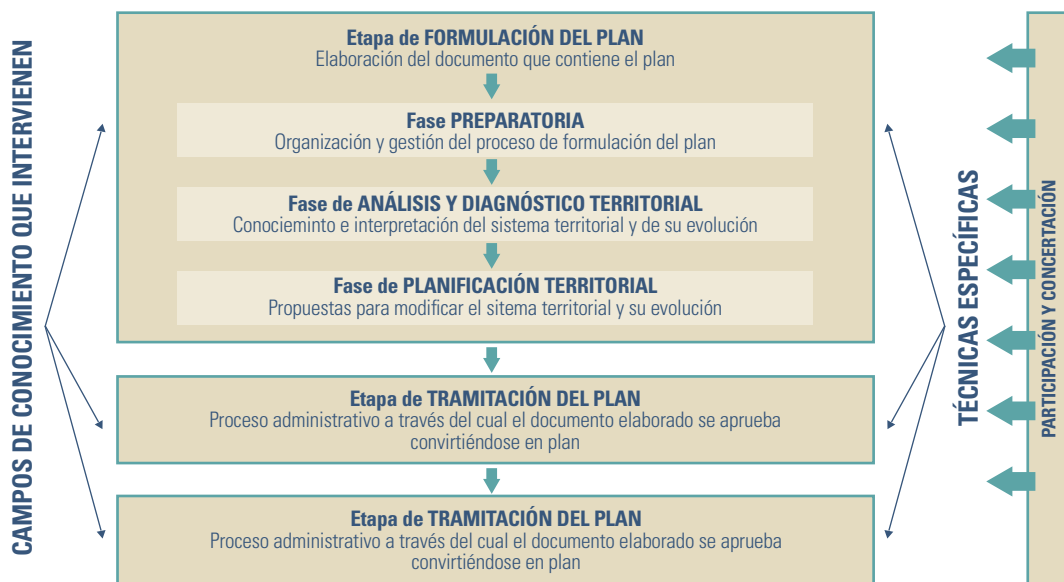 CAMPOS DE CONOCIMIENTO QUE INTERVIENEN
Etapa de FORMULACIÓN DEL PLAN
Elaboración del documento que contiene el plan
Fase PREPARATORIA
Organización y gestión del proceso de formulación del plan
Fase de ANÁLISIS Y DIAGNÓSTICO TERRITORIAL
Conocieminto e interpretación del sistema territorial y de su evolución
Fase de PLANIFICACIÓN TERRITORIAL
Propuestas para modificar el sitema territorial y su evolución
Etapa de TRAMITACIÓN DEL PLAN
Proceso administrativo a través del cual el documento elaborado se aprueba
convirtiéndose en plan
Etapa de TRAMITACIÓN DEL PLAN
Proceso administrativo a través del cual el documento elaborado se aprueba
convirtiéndose en plan
TÉCNICAS ESPECÍFICAS
PARTICIPACIÓN Y CONCERTACIÓN